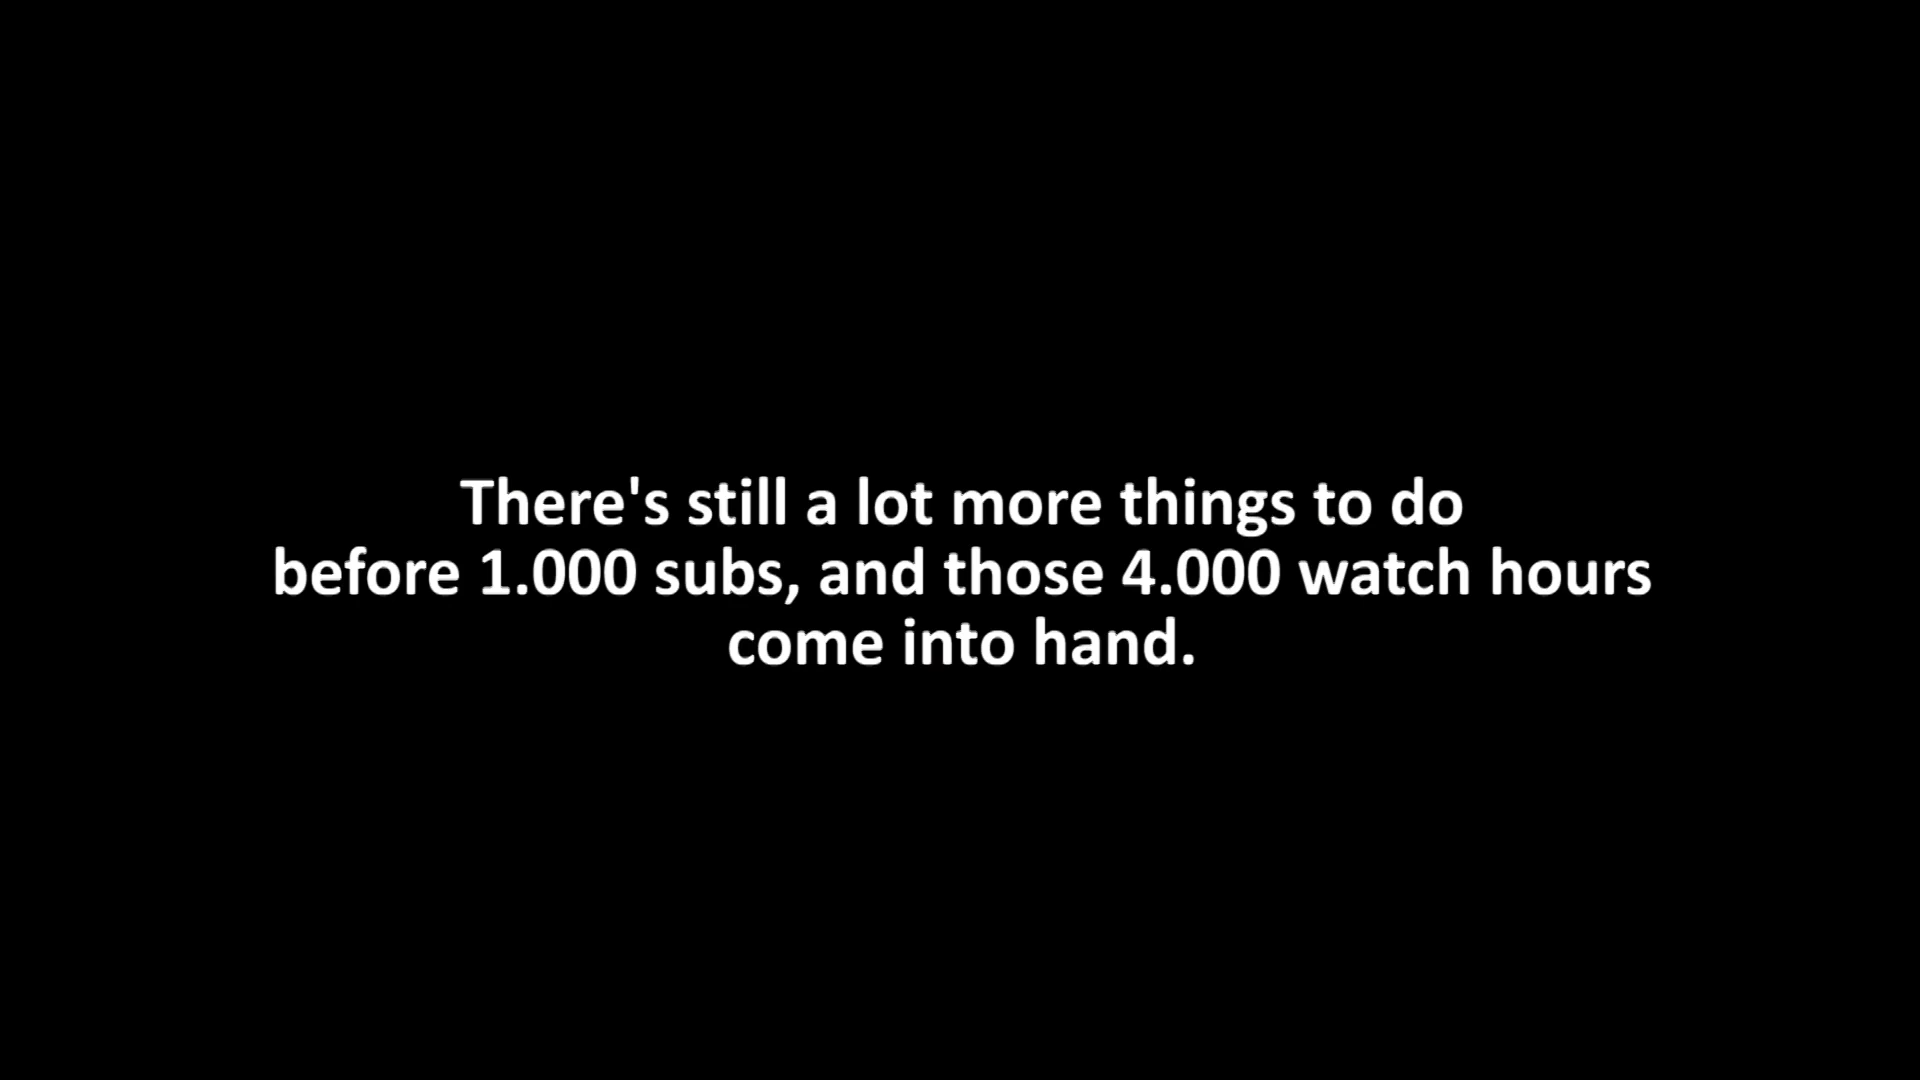 There's still a lot more things to do
before 1.000 subs, and those 4.000 watch hours
come into hand.